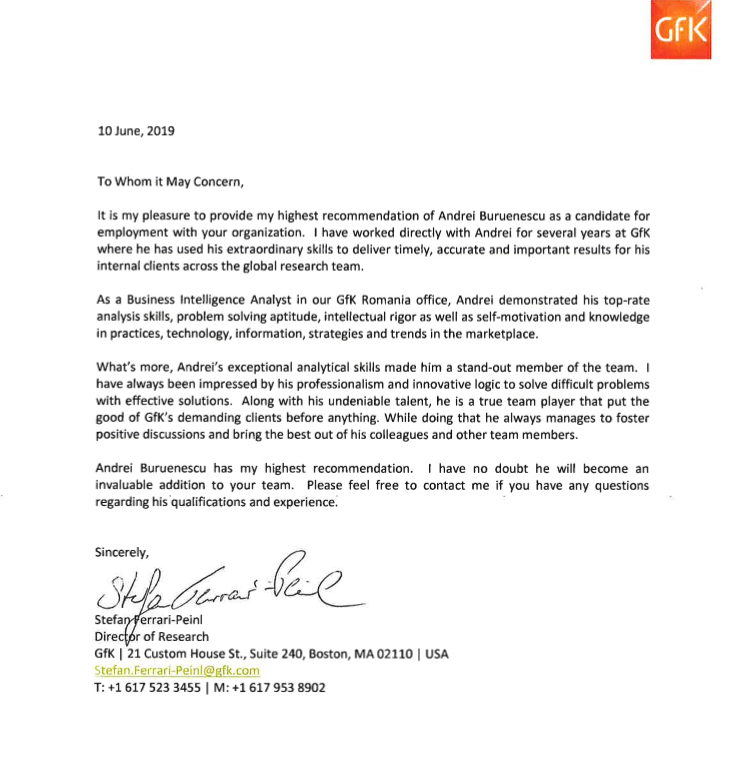 GfK
10 June, 2019
To Whom it May Concern,
It is my pleasure to provide my highest recommendation of Andrei Buruenescu as a candidate for
employment with your organization. I have worked directly with Andrei for several years at GfK
where he has used his extraordinary skills to deliver timely, accurate and important results for his
internal clients across the global research team.
As a Business Intelligence Analyst in our GfK Romania office, Andrei demonstrated his top-rate
analysis skills, problem solving aptitude, intellectual rigor as well as self-motivation and knowledge
in practices, technology, information, strategies and trends in the marketplace.
What's more, Andrei's exceptional analytical skills made him a stand-out member of the team. I
have always been impressed by his professionalism and innovative logic to solve difficult problems
with effective solutions. Along with his undeniable talent, he is a true team player that put the
good of GfK's demanding clients before anything. While doing that he always manages to foster
positive discussions and bring the best out of his colleagues and other team members.
Andrei Buruenescu has my highest recommendation. I have no doubt he will become an
invaluable addition to your team. Please feel free to contact me if you have any questions
regarding his qualifications and experience.
Sincerely,
Stefan Ferrari-Peinl
Stefan Ferrari-Peinl
Director of Research
GfK | 21 Custom House St., Suite 240, Boston, MA 02110 | USA
Stefan.Ferrari-Peinl@gfk.com
T: +1 617 523 3455 | M: +1 617 953 8902